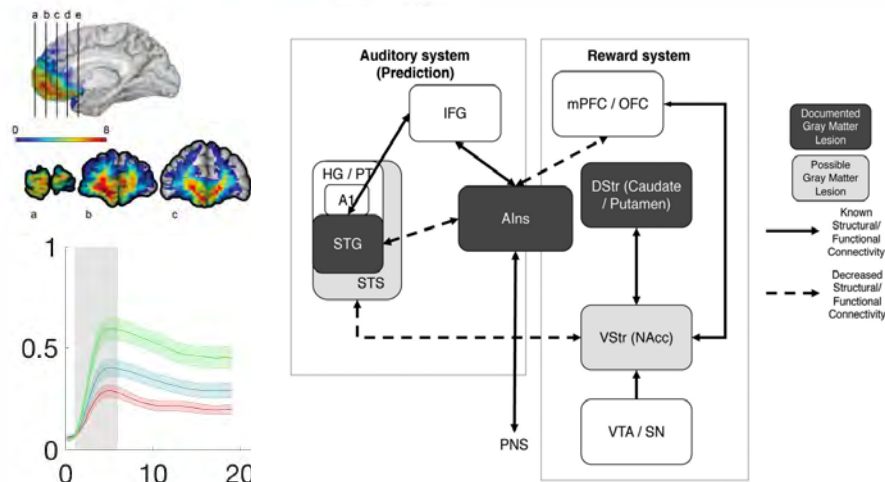 a b c d e
0 8
a b c
1
0.5
0
0 10 20
Auditory system
(Prediction)
IFG
HG / PT
A1
STG
STS
AIns
PNS
Reward system
mPFC / OFC
DStr (Caudate
/ Putamen)
VStr (NAcc)
VTA / SN
Documented
Gray Matter
Lesion
Possible
Gray Matter
Lesion
Known
Structural/
Functional
Connectivity
Decreased
Structural/
Functional
Connectivity